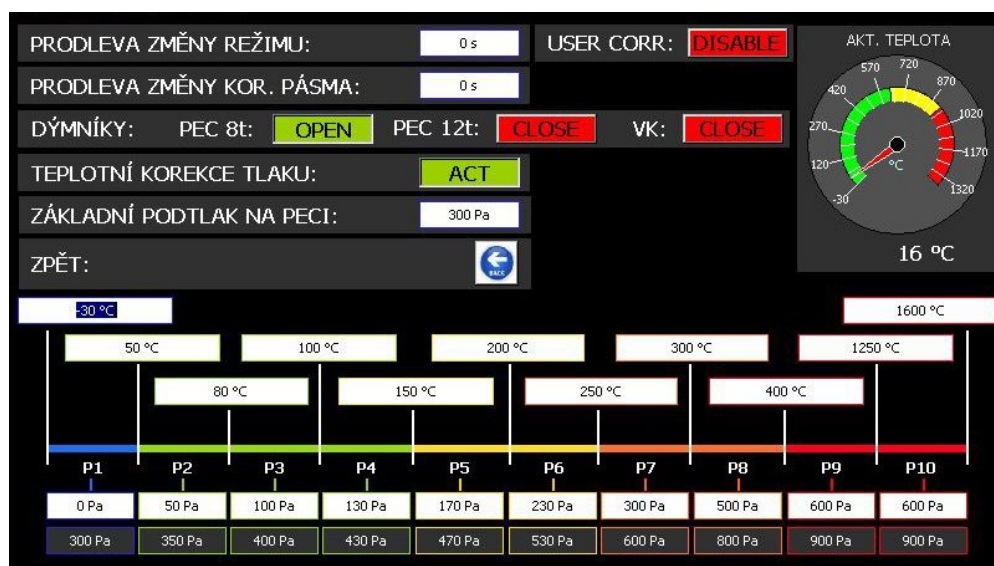 PRODLEVA ZMĚNY REŽIMU: 0 s USER CORR: DISABLE
PRODLEVA ZMĚNY KOR. PÁSMA: 0 s
DÝMNÍKY: PEC 8t: OPEN PEC 12t: CLOSE VK: CLOSE
TEPLOTNÍ KOREKCE TLAKU: ACT
ZÁKLADNÍ PODTLAK NA PECI: 300 Pa
ZPĚT: BACK
AKT. TEPLOTA
-30 120 270 420 570 720 870 1020 1170 1320
°C
16 ºC
-30 °C 1600 °C
50 °C 100 °C 200 °C 300 °C 1250 °C
80 °C 150 °C 250 °C 400 °C
P1 P2 P3 P4 P5 P6 P7 P8 P9 P10
0 Pa 50 Pa 100 Pa 130 Pa 170 Pa 230 Pa 300 Pa 500 Pa 600 Pa 600 Pa
300 Pa 350 Pa 400 Pa 430 Pa 470 Pa 530 Pa 600 Pa 800 Pa 900 Pa 900 Pa